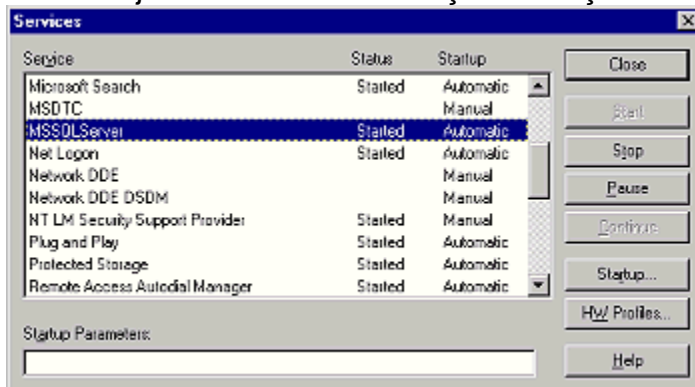 Services
Service Status Startup
Microsoft Search Started Automatic
MSDTC Manual
MSSQLServer Started Automatic
Net Logon Started Automatic
Network DDE Manual
Network DDE DSDM Manual
NT LM Security Support Provider Started Manual
Plug and Play Started Automatic
Protected Storage Started Automatic
Remote Access Autodial Manager Started Automatic
Startup Parameters:
Close
Start
Stop
Pause
Continue
Startup...
HW Profiles...
Help